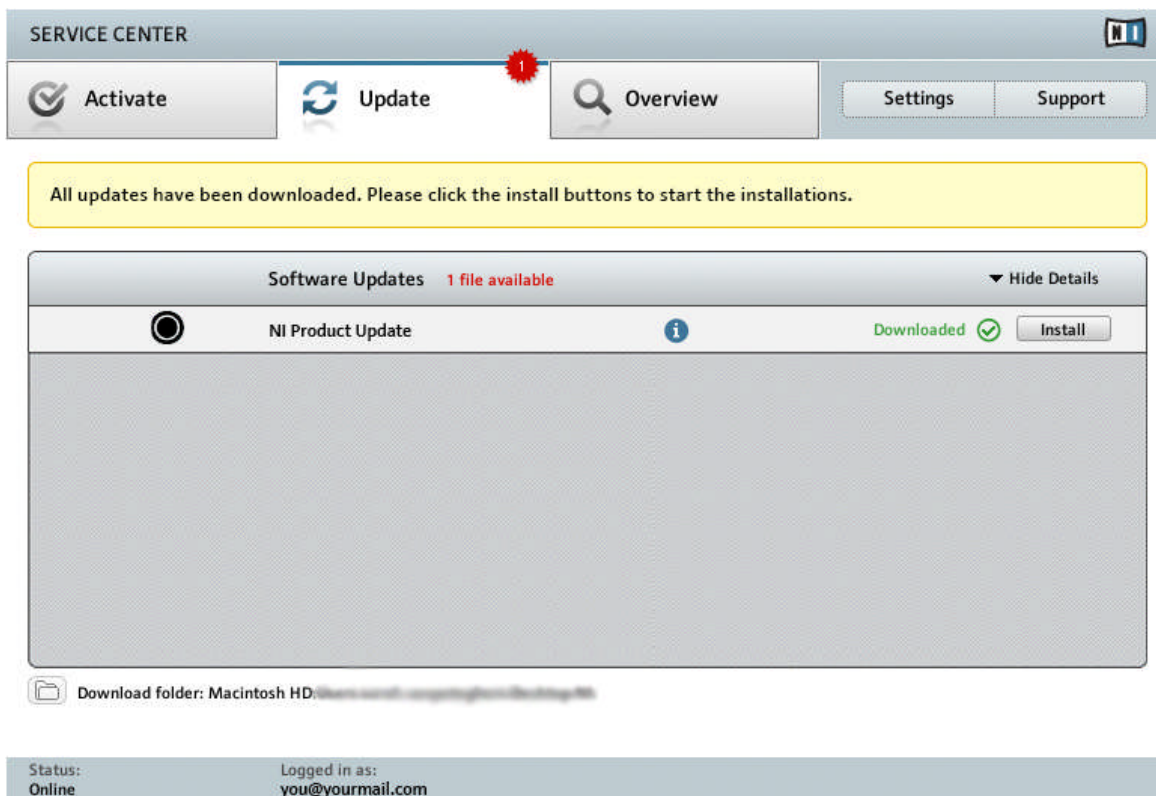 SERVICE CENTER
NI
Activate
Update
1
Overview
Settings
Support
All updates have been downloaded. Please click the install buttons to start the installations.
Software Updates 1 file available
Hide Details
NI Product Update
i
Downloaded
Install
Download folder: Macintosh HD:
Status:
Logged in as:
Online
you@yourmail.com